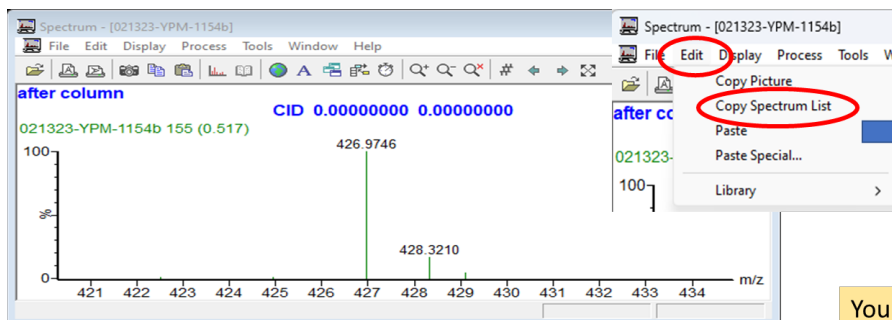 Spectrum - [021323-YPM-1154b]
File Edit Display Process Tools Window Help
after column
CID 0.00000000 0.00000000
021323-YPM-1154b 155 (0.517)
426.9746
100
%
428.3210
0
m/z
421 422 423 424 425 426 427 428 429 430 431 432 433 434
Spectrum - [021323-YPM-1154b]
File Edit Display Process Tools W
Copy Picture
Copy Spectrum List
Paste
Paste Special...
Library
after co
021323-
100
You